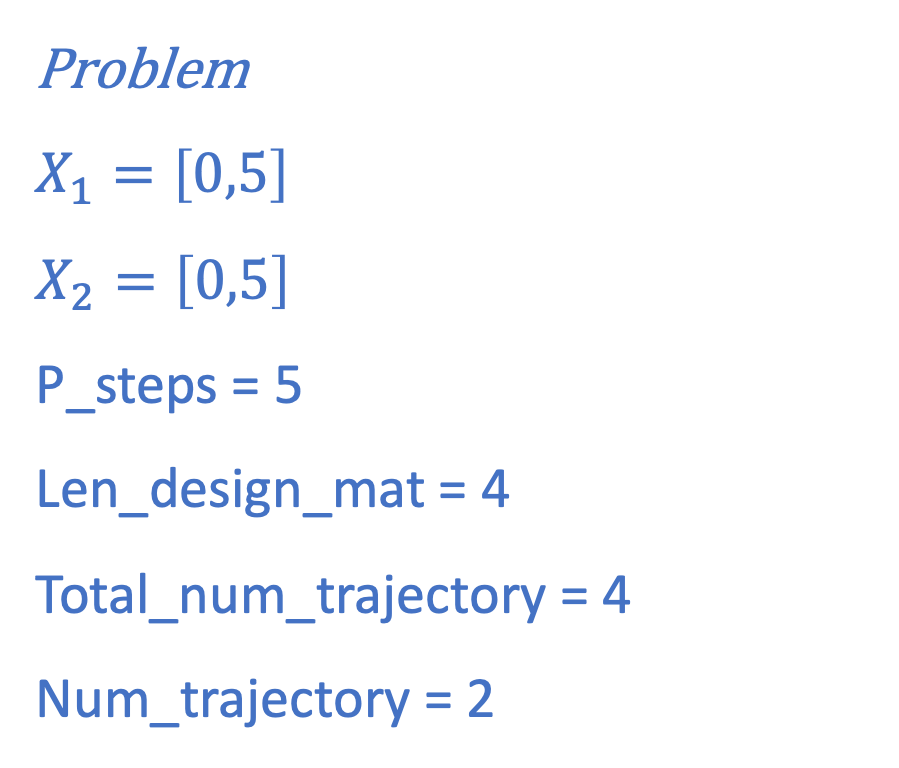 Problem
X₁ = [0,5]
X₂ = [0,5]
P_steps = 5
Len_design_mat = 4
Total_num_trajectory = 4
Num_trajectory = 2